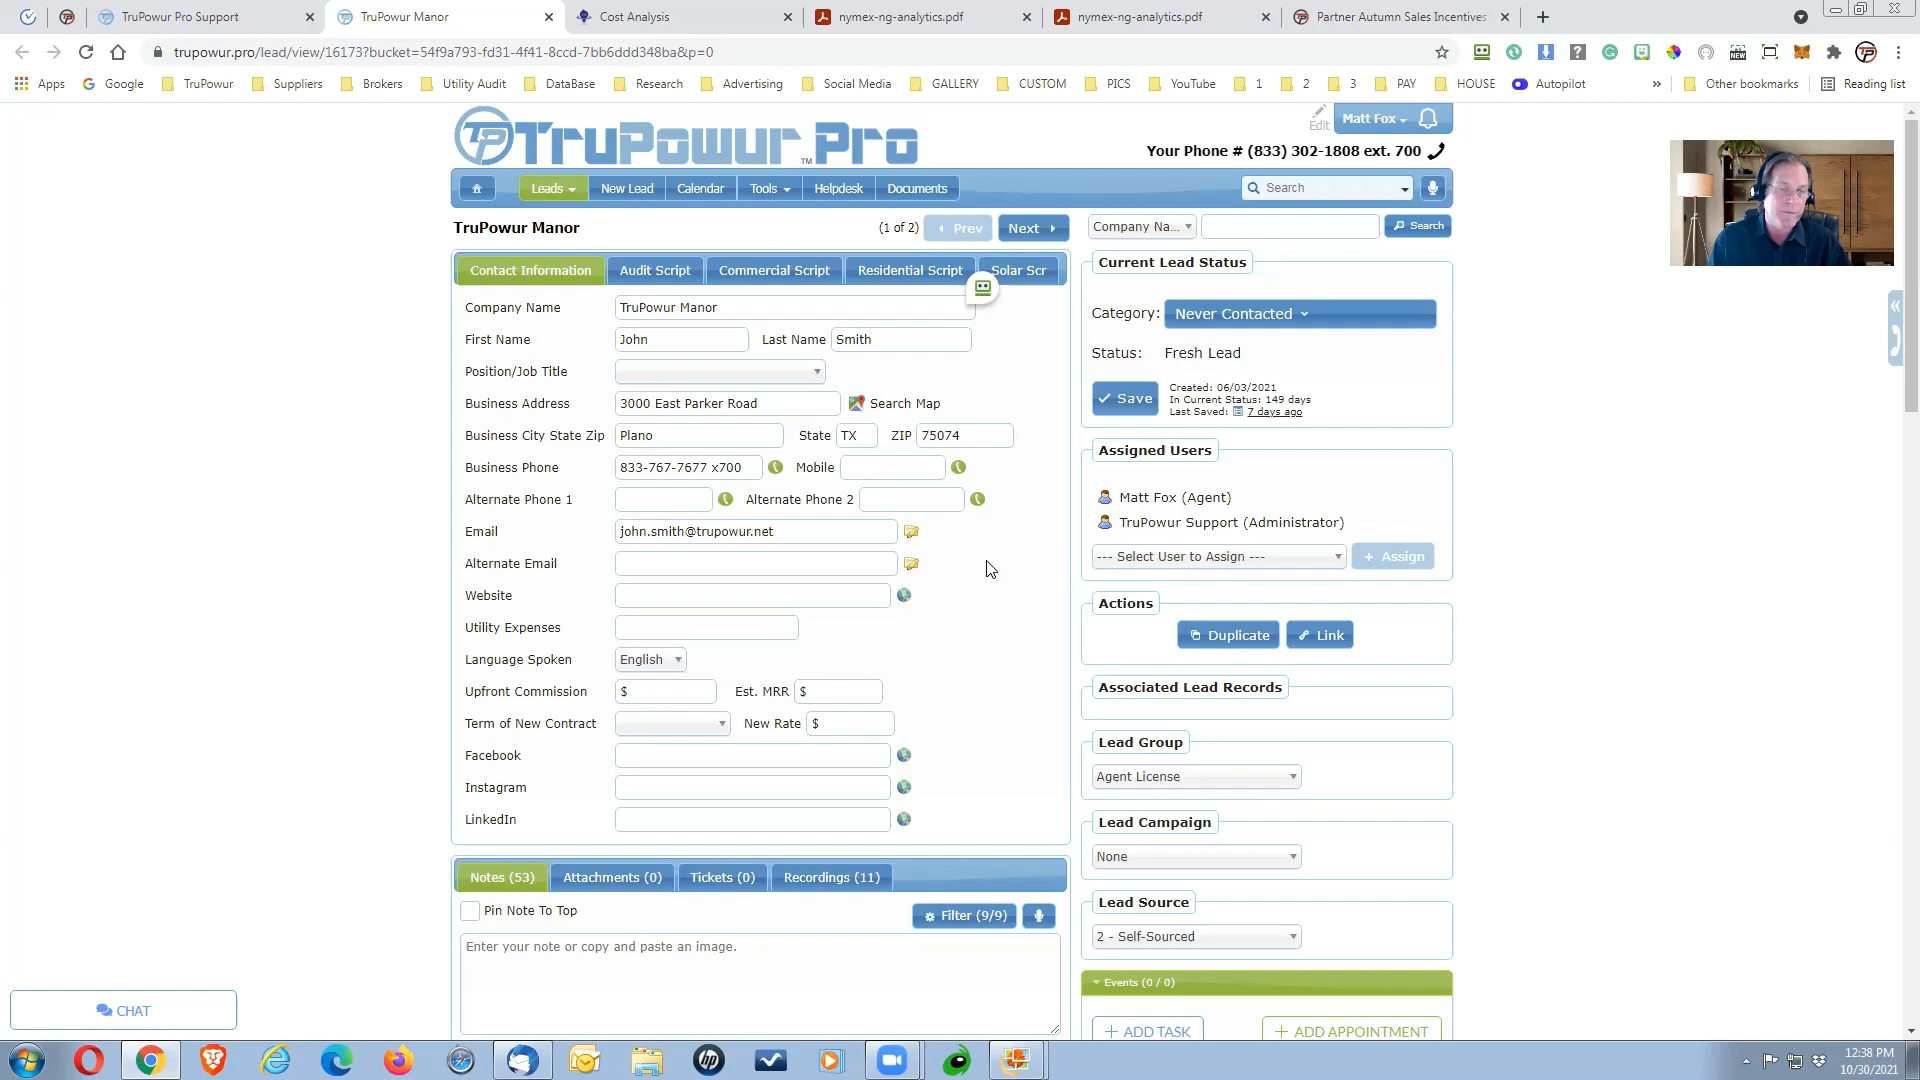 TruPowur Pro Support
TruPowur Manor
Cost Analysis
nymex-ng-analytics.pdf
nymex-ng-analytics.pdf
Partner Autumn Sales Incentives
trupowur.pro/lead/view/16173?bucket=54f9a793-fd31-4f41-8ccd-7bb6ddd348ba&p=0
Apps
Google
TruPowur
Suppliers
Brokers
Utility Audit
DataBase
Research
Advertising
Social Media
GALLERY
CUSTOM
PICS
YouTube
1
2
3
PAY
HOUSE
Autopilot
»
Other bookmarks
Reading list
TP TruPowur.Pro
TM
Edit
Matt Fox
Your Phone # (833) 302-1808 ext. 700
Leads
New Lead
Calendar
Tools
Helpdesk
Documents
Search
TruPowur Manor
(1 of 2)
Prev
Next
Company Na...
Search
Contact Information
Audit Script
Commercial Script
Residential Script
Solar Scr
Company Name TruPowur Manor
First Name John Last Name Smith
Position/Job Title
Business Address 3000 East Parker Road Search Map
Business City State Zip Plano State TX ZIP 75074
Business Phone 833-767-7677 x700 Mobile
Alternate Phone 1 Alternate Phone 2
Email john.smith@trupowur.net
Alternate Email
Website
Utility Expenses
Language Spoken English
Upfront Commission $ Est. MRR $
Term of New Contract New Rate $
Facebook
Instagram
LinkedIn
Notes (53)
Attachments (0)
Tickets (0)
Recordings (11)
Pin Note To Top
Filter (9/9)
Enter your note or copy and paste an image.
Current Lead Status
Category: Never Contacted
Status: Fresh Lead
Save
Created: 06/03/2021
In Current Status: 149 days
Last Saved: 7 days ago
Assigned Users
Matt Fox (Agent)
TruPowur Support (Administrator)
--- Select User to Assign ---
+ Assign
Actions
Duplicate
Link
Associated Lead Records
Lead Group
Agent License
Lead Campaign
None
Lead Source
2 - Self-Sourced
Events (0 / 0)
+ ADD TASK
+ ADD APPOINTMENT
CHAT
12:38 PM
10/30/2021